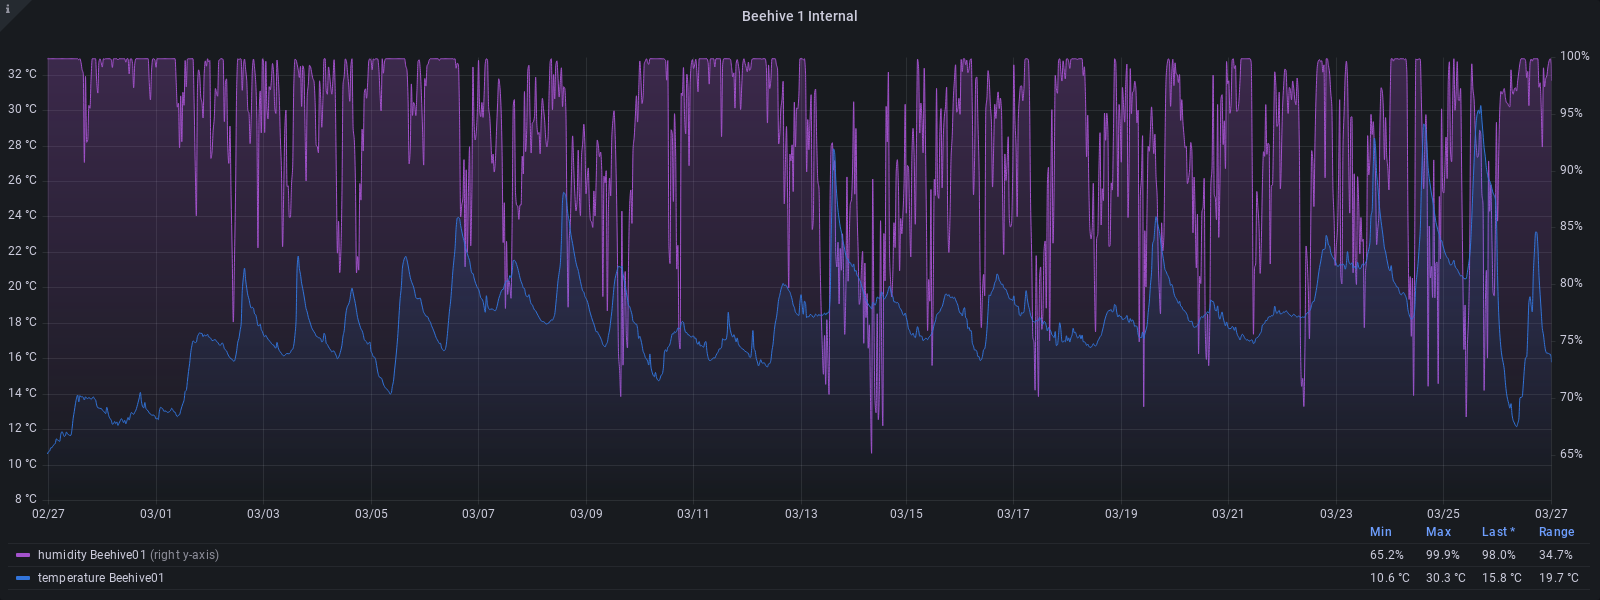 i
Beehive 1 Internal
32 °C
30 °C
28 °C
26 °C
24 °C
22 °C
20 °C
18 °C
16 °C
14 °C
12 °C
10 °C
8 °C
100%
95%
90%
85%
80%
75%
70%
65%
02/27 03/01 03/03 03/05 03/07 03/09 03/11 03/13 03/15 03/17 03/19 03/21 03/23 03/25 03/27
Min Max Last * Range
humidity Beehive01 (right y-axis) 65.2% 99.9% 98.0% 34.7%
temperature Beehive01 10.6 °C 30.3 °C 15.8 °C 19.7 °C